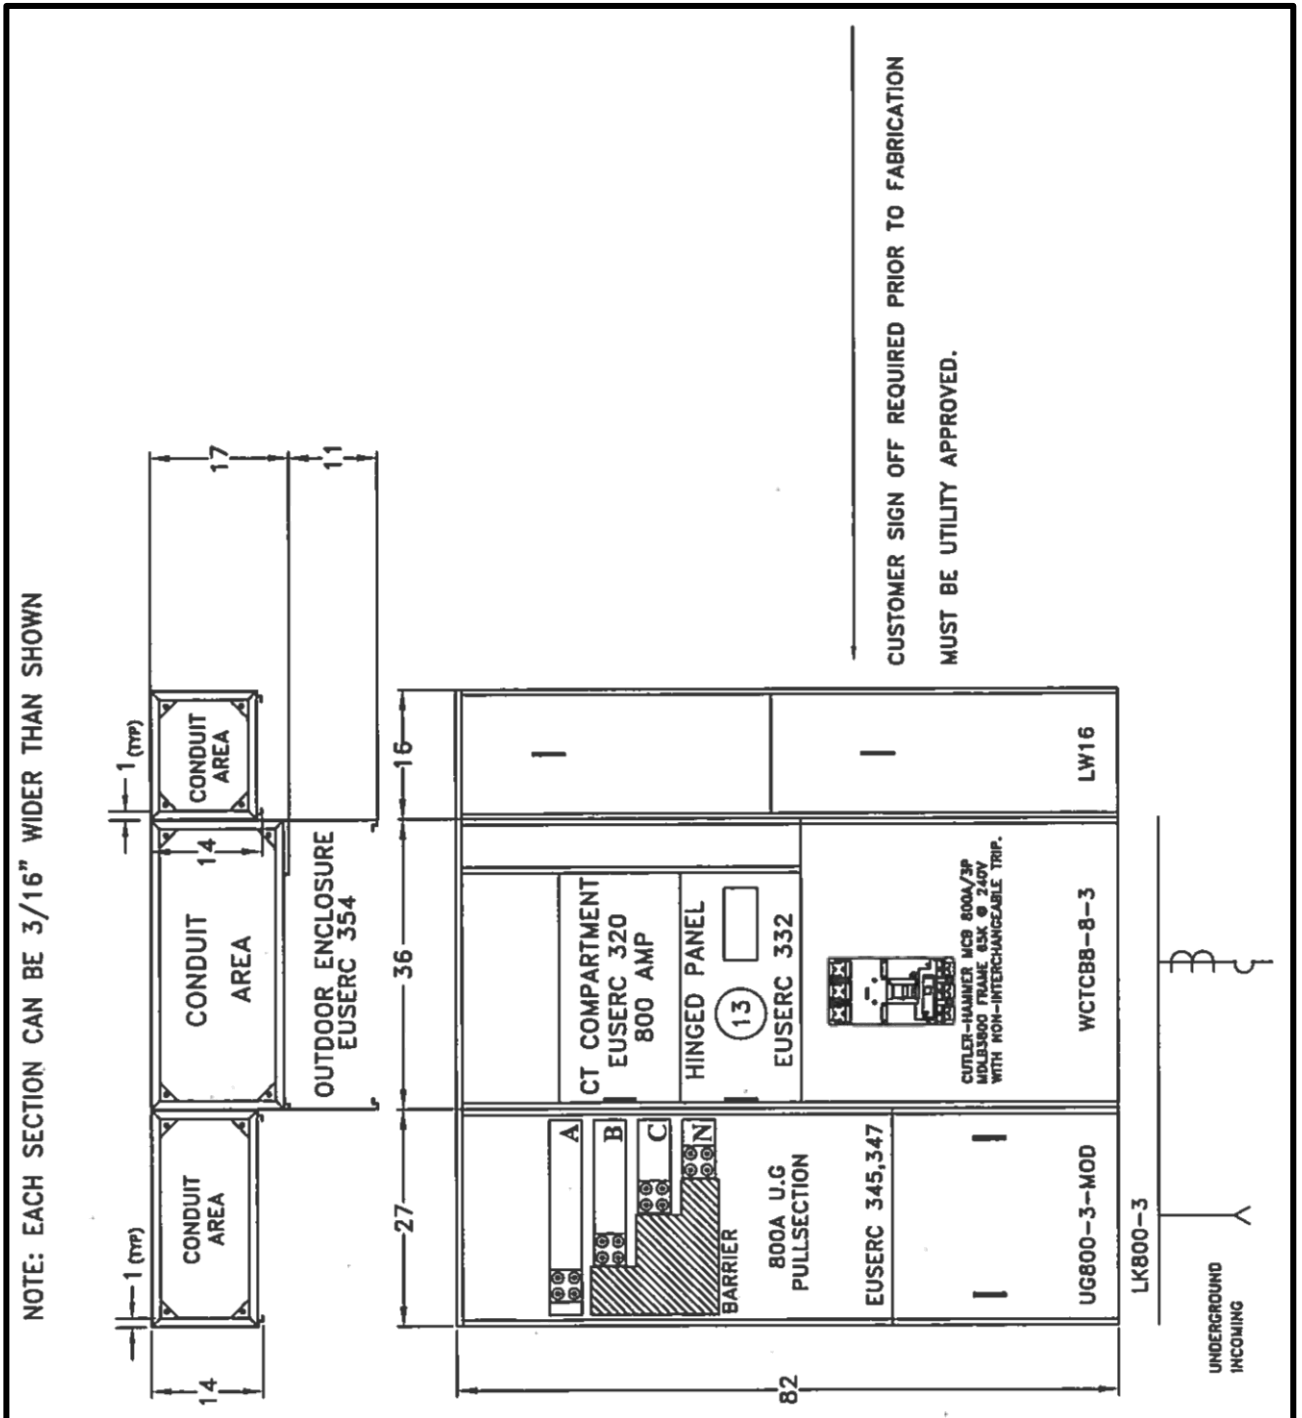 NOTE: EACH SECTION CAN BE 3/16" WIDER THAN SHOWN
14
1 (TYP)
CONDUIT
AREA
CONDUIT
AREA
14
1 (TYP)
CONDUIT
AREA
17
11
OUTDOOR ENCLOSURE
EUSERC 354
27
36
16
82
A
B
C
N
BARRIER
800A U.G
PULLSECTION
EUSERC 345,347
UG800-3-MOD
LK800-3
CT COMPARTMENT
EUSERC 320
800 AMP
HINGED PANEL
13
EUSERC 332
CUTLER-HAMMER MCB 800A/3P
MDLB3800 FRAME 65K @ 240V
WITH NON-INTERCHANGEABLE TRIP.
WCTCB8-8-3
LW16
UNDERGROUND
INCOMING
CUSTOMER SIGN OFF REQUIRED PRIOR TO FABRICATION
MUST BE UTILITY APPROVED.